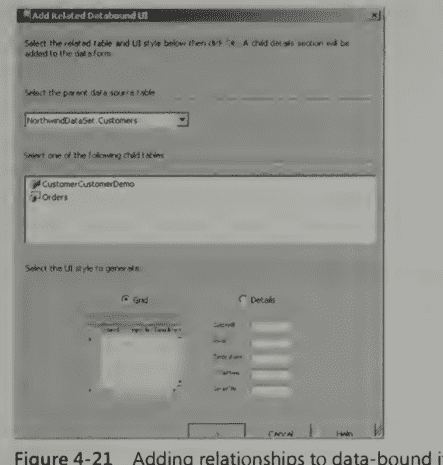 Add Related Databound UI
Select the related table and UI style below then click A child details section will be
added to the data form.
Select the parent data source table
NorthwindDataSet.Customers
Select one of the following child tables
CustomerCustomerDemo
Orders
Select the UI style to generate:
Grid
Details
Cancel
Help
Figure 4-21 Adding relationships to data-bound